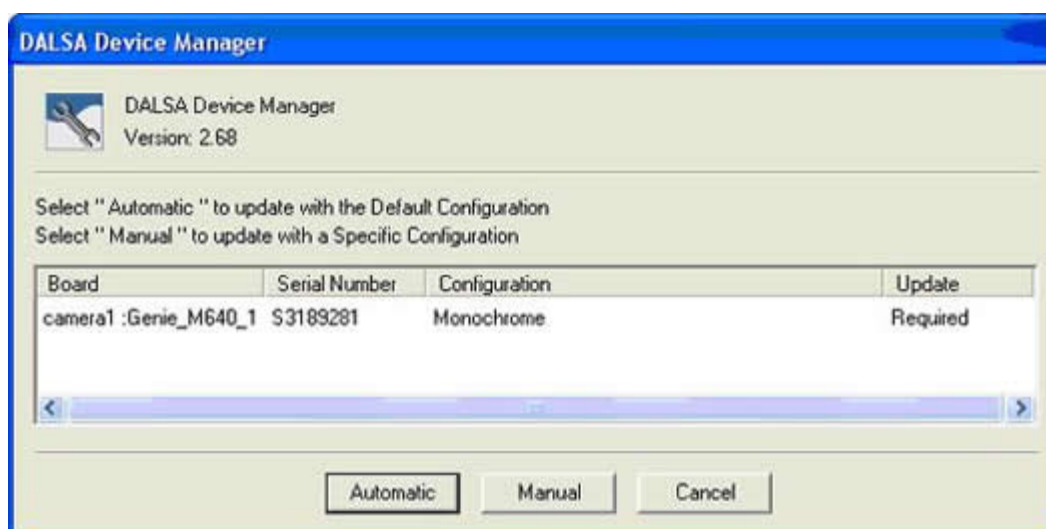 DALSA Device Manager
DALSA Device Manager
Version: 2.68
Select " Automatic " to update with the Default Configuration
Select " Manual " to update with a Specific Configuration
Board Serial Number Configuration Update
camera1 :Genie_M640_1 S3189281 Monochrome Required
Automatic Manual Cancel